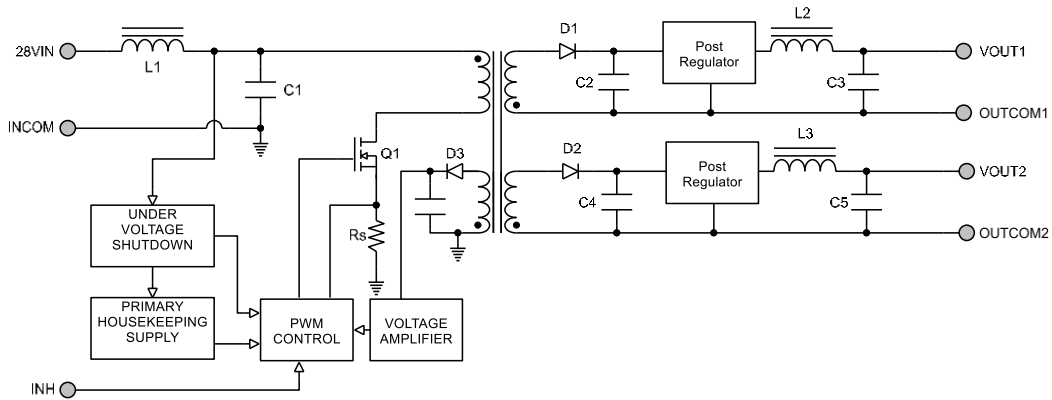 28VIN
L1
C1
INCOM
D1
C2
Post
Regulator
L2
C3
VOUT1
OUTCOM1
Q1
D3
D2
C4
Post
Regulator
L3
C5
VOUT2
OUTCOM2
Rs
UNDER
VOLTAGE
SHUTDOWN
PRIMARY
HOUSEKEEPING
SUPPLY
PWM
CONTROL
VOLTAGE
AMPLIFIER
INH